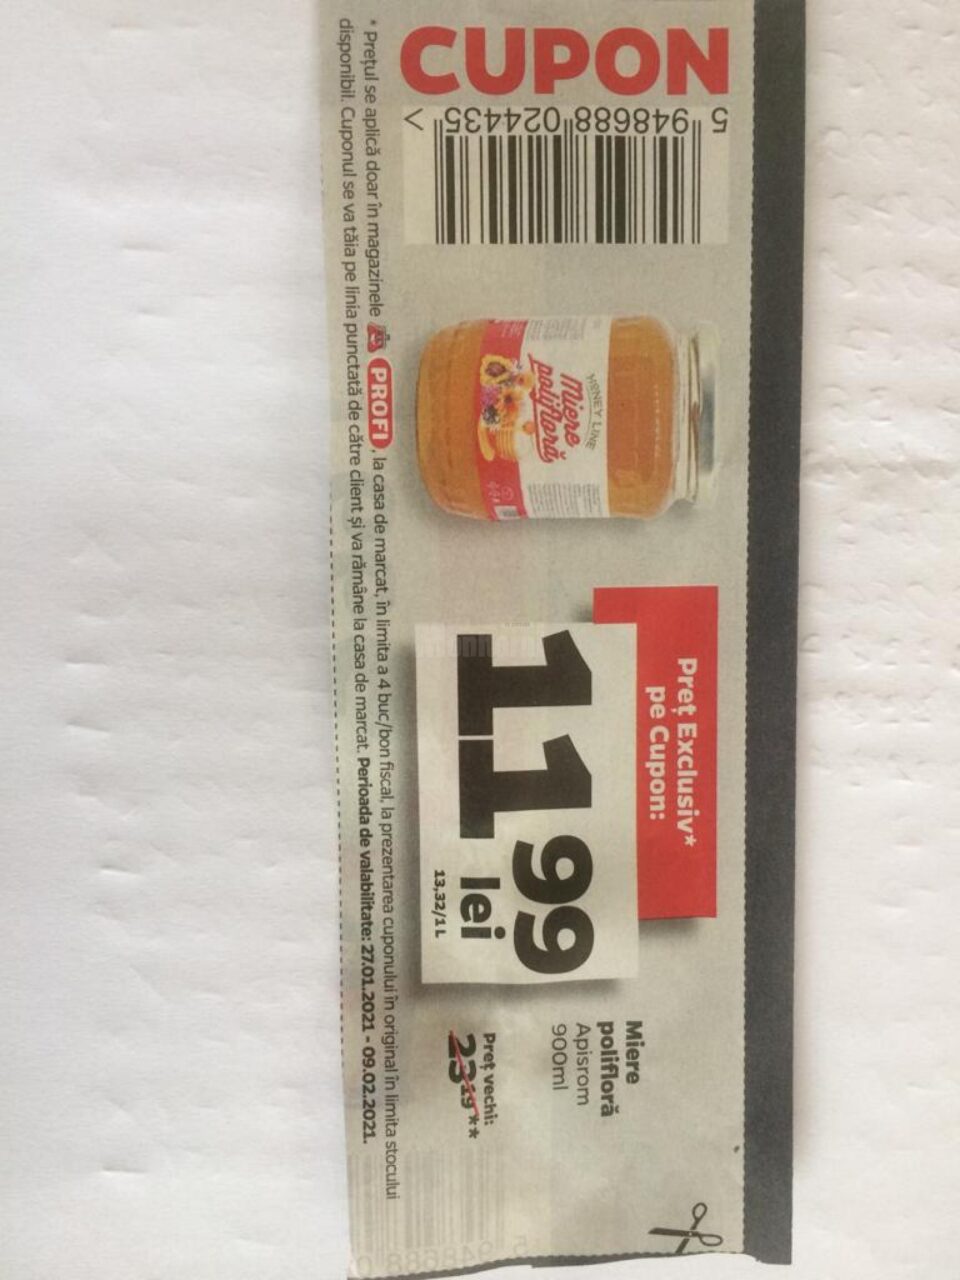 CUPON
5 948688 024435 >
HONEY LINE
Miere
polifloră
Preț Exclusiv*
pe Cupon:
11 99
lei
13,32/1 L
Miere
polifloră
Apisrom
900ml
Preț vechi:
23 19 **
* Prețul se aplică doar în magazinele PROFI, la casa de marcat, în limita a 4 buc/bon fiscal, la prezentarea cuponului în original în limita stocului
disponibil. Cuponul se va tăia pe linia punctată de către client și va rămâne la casa de marcat. Perioada de valabilitate: 27.01.2021 - 09.02.2021.